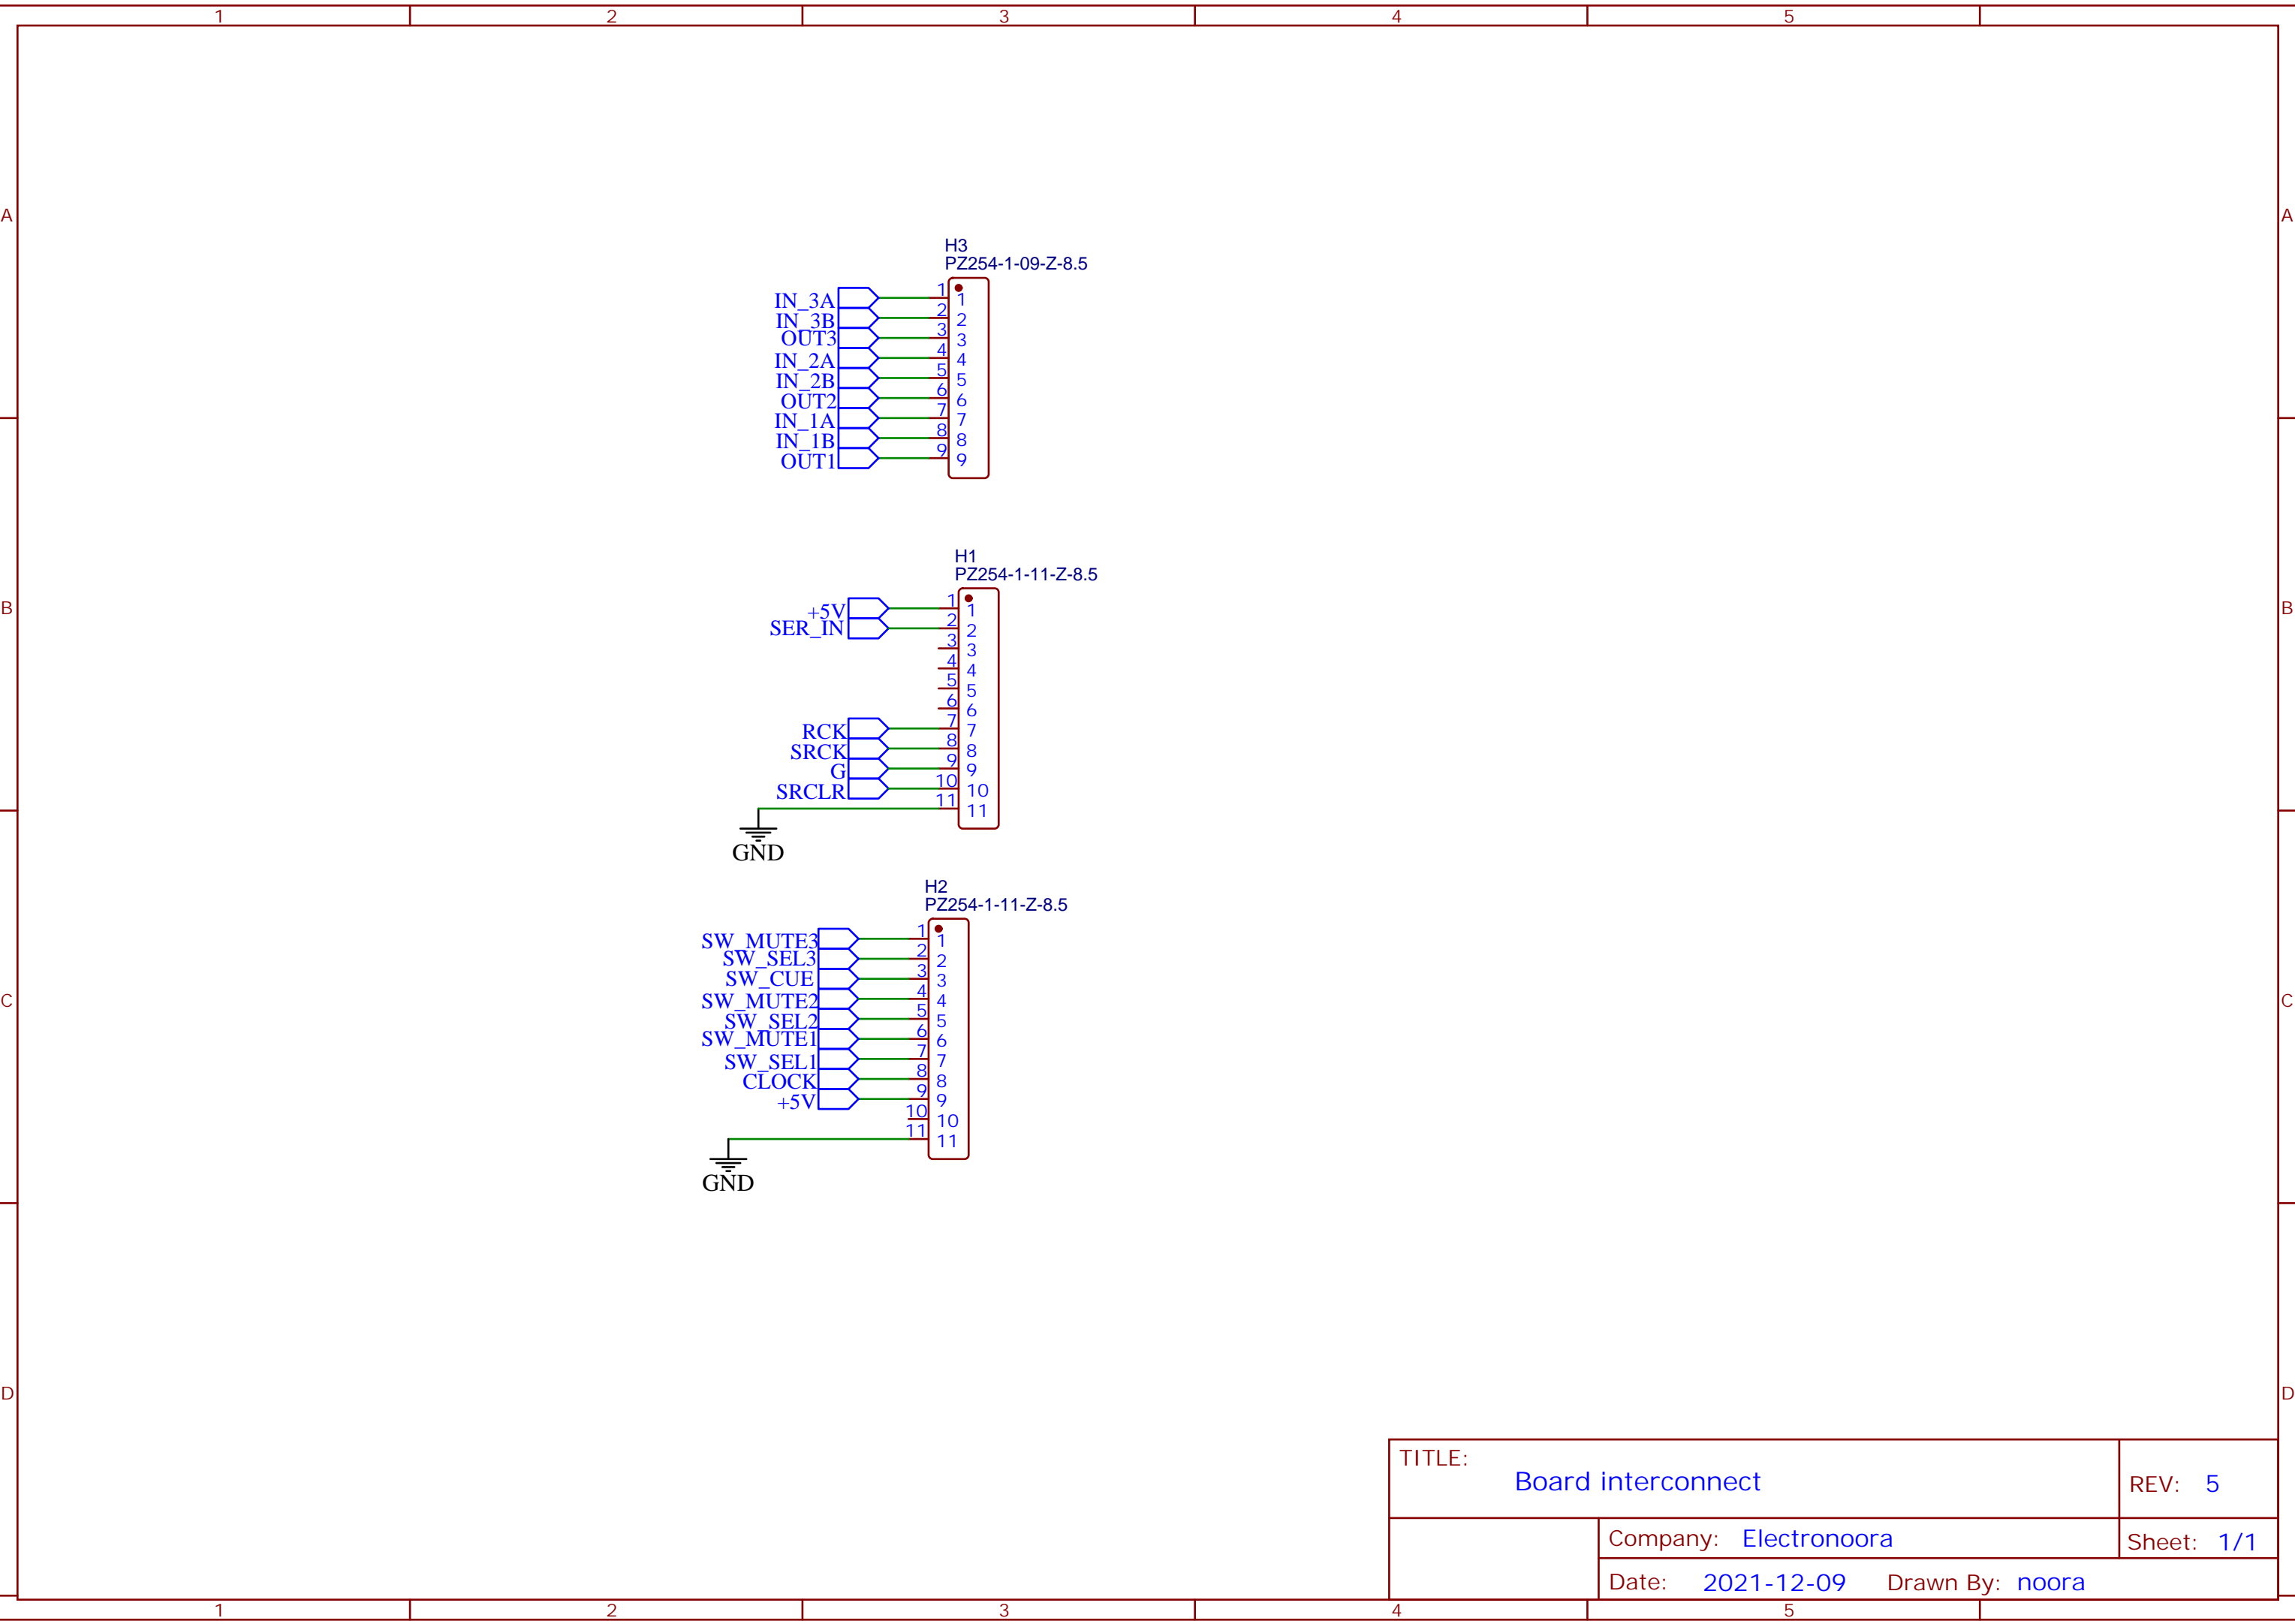 1 2 3 4 5
A A
H3
PZ254-1-09-Z-8.5
IN_3A 1 1
IN_3B 2 2
OUT3 3 3
IN_2A 4 4
IN_2B 5 5
OUT2 6 6
IN_1A 7 7
IN_1B 8 8
OUT1 9 9
H1
PZ254-1-11-Z-8.5
B B
+5V 1 1
SER_IN 2 2
3 3
4 4
5 5
6 6
RCK 7 7
SRCK 8 8
G 9 9
SRCLR 10 10
11 11
GND
H2
PZ254-1-11-Z-8.5
SW_MUTE3 1 1
SW_SEL3 2 2
SW_CUE 3 3
C C
SW_MUTE2 4 4
SW_SEL2 5 5
SW_MUTE1 6 6
SW_SEL1 7 7
CLOCK 8 8
+5V 9 9
10 10
11 11
GND
D D
TITLE:
Board interconnect
REV: 5
Company: Electronoora
Sheet: 1/1
Date: 2021-12-09 Drawn By: noora
1 2 3 4 5